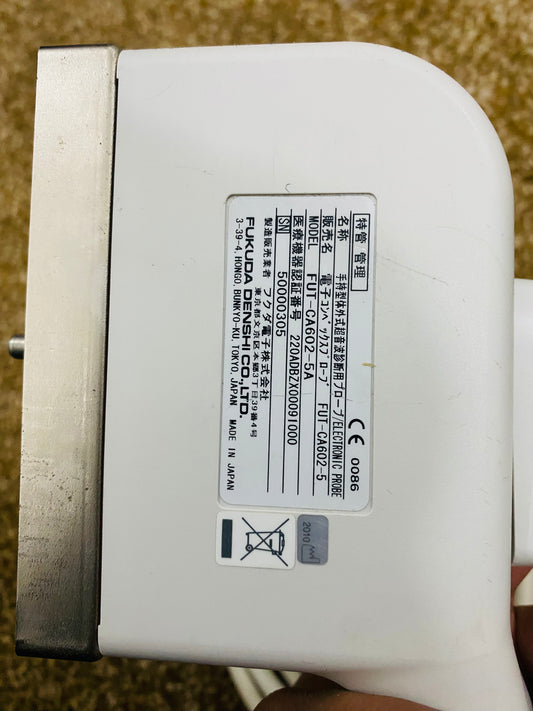 特管 管理
CE 0086
名称 手持型体外式超音波診断用プローブ/ELECTRONIC PROBE
販売名 電子コンベックスプローブ FUT-CA602-5
MODEL FUT-CA602-5A
医療機器認証番号 220ADBZX00091000
SN 50000305
製造販売業者 フクダ電子株式会社
東京都文京区本郷3丁目39番4号
FUKUDA DENSHI CO.,LTD.
3-39-4,HONGO,BUNKYO-KU,TOKYO,JAPAN MADE IN JAPAN
2010